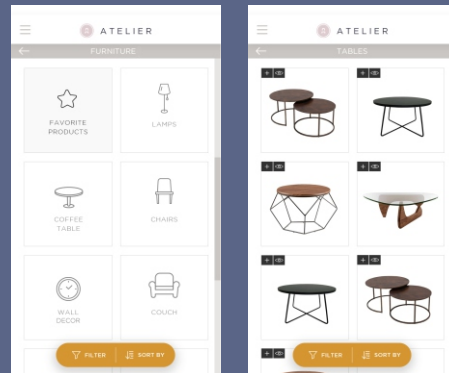 ATELIER
FURNITURE
FAVORITE
PRODUCTS
LAMPS
COFFEE
TABLE
CHAIRS
WALL
DECOR
COUCH
FILTER
SORT BY
ATELIER
TABLES
FILTER
SORT BY